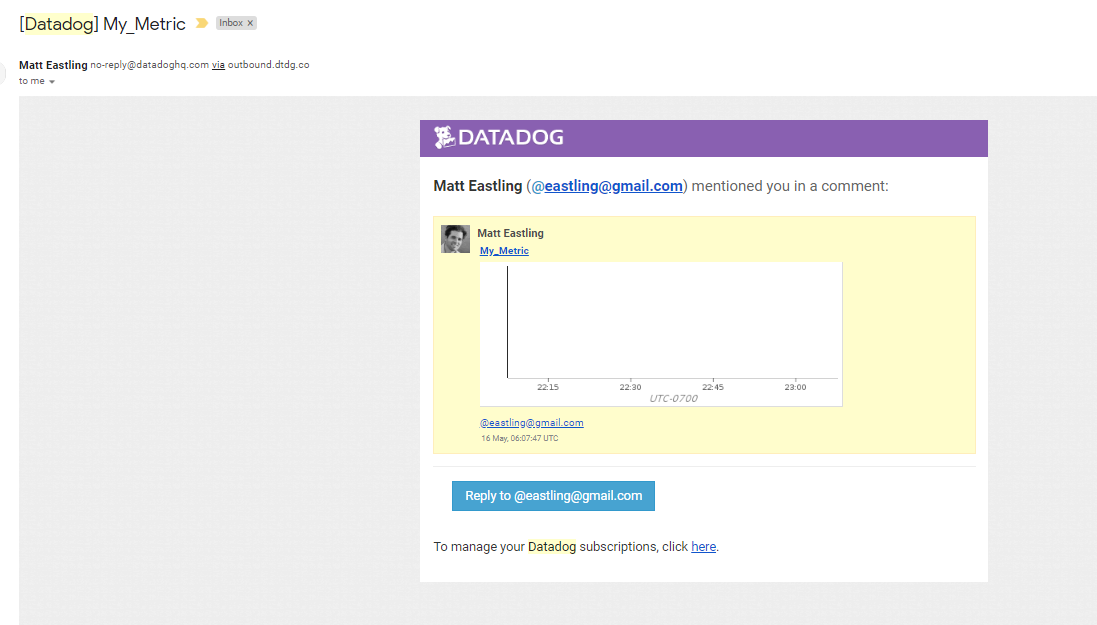 [Datadog] My_Metric Inbox x
Matt Eastling no-reply@datadoghq.com via outbound.dtdg.co
to me
DATADOG
Matt Eastling (@eastling@gmail.com) mentioned you in a comment:
Matt Eastling
My_Metric
22:15 22:30 22:45 23:00
UTC-0700
@eastling@gmail.com
16 May, 06:07:47 UTC
Reply to @eastling@gmail.com
To manage your Datadog subscriptions, click here.